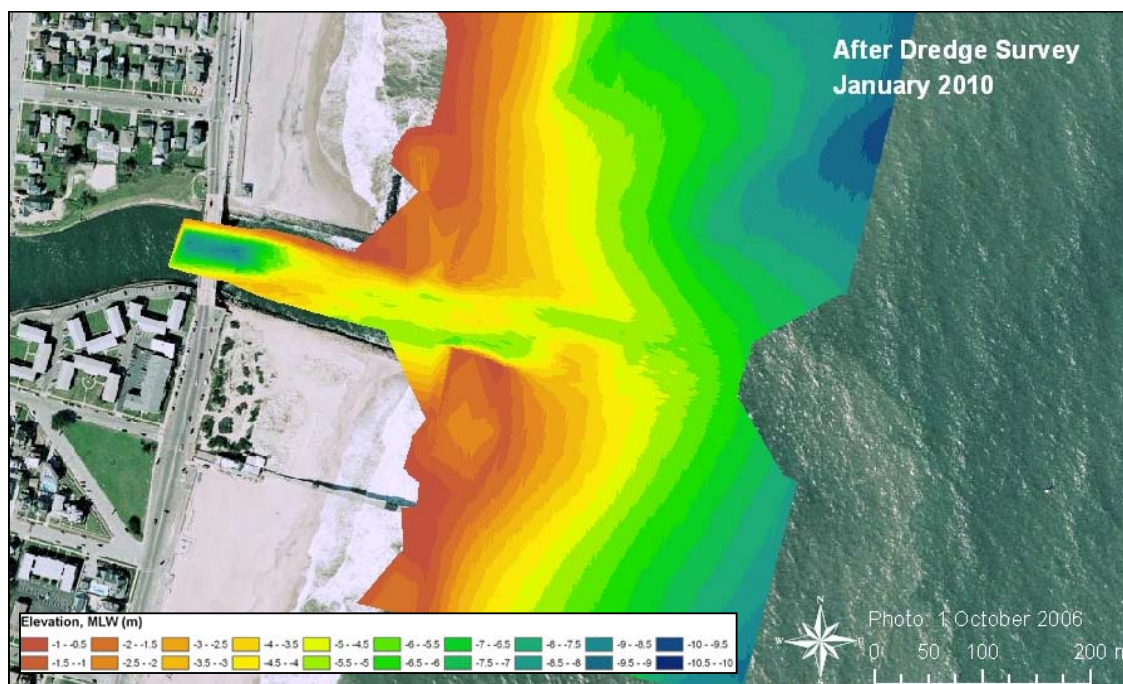 After Dredge Survey
January 2010
Elevation, MLW (m)
-1 - -0.5
-2 - -1.5
-3 - -2.5
-4 - -3.5
-5 - -4.5
-6 - -5.5
-7 - -6.5
-8 - -7.5
-9 - -8.5
-10 - -9.5
-1.5 - -1
-2.5 - -2
-3.5 - -3
-4.5 - -4
-5.5 - -5
-6.5 - -6
-7.5 - -7
-8.5 - -8
-9.5 - -9
-10.5 - -10
N
W
E
S
Photo: 1 October 2006
0 50 100 200 m